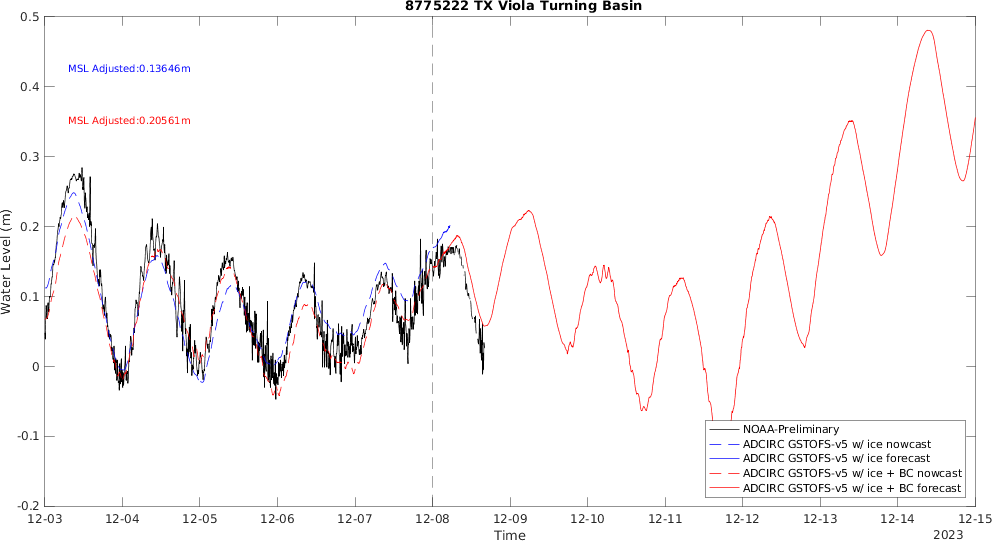 8775222 TX Viola Turning Basin
MSL Adjusted:0.13646m
MSL Adjusted:0.20561m
Water Level (m)
0.5
0.4
0.3
0.2
0.1
0
-0.1
-0.2
12-03 12-04 12-05 12-06 12-07 12-08 12-09 12-10 12-11 12-12 12-13 12-14 12-15
Time
2023
NOAA-Preliminary
ADCIRC GSTOFS-v5 w/ ice nowcast
ADCIRC GSTOFS-v5 w/ ice forecast
ADCIRC GSTOFS-v5 w/ ice + BC nowcast
ADCIRC GSTOFS-v5 w/ ice + BC forecast